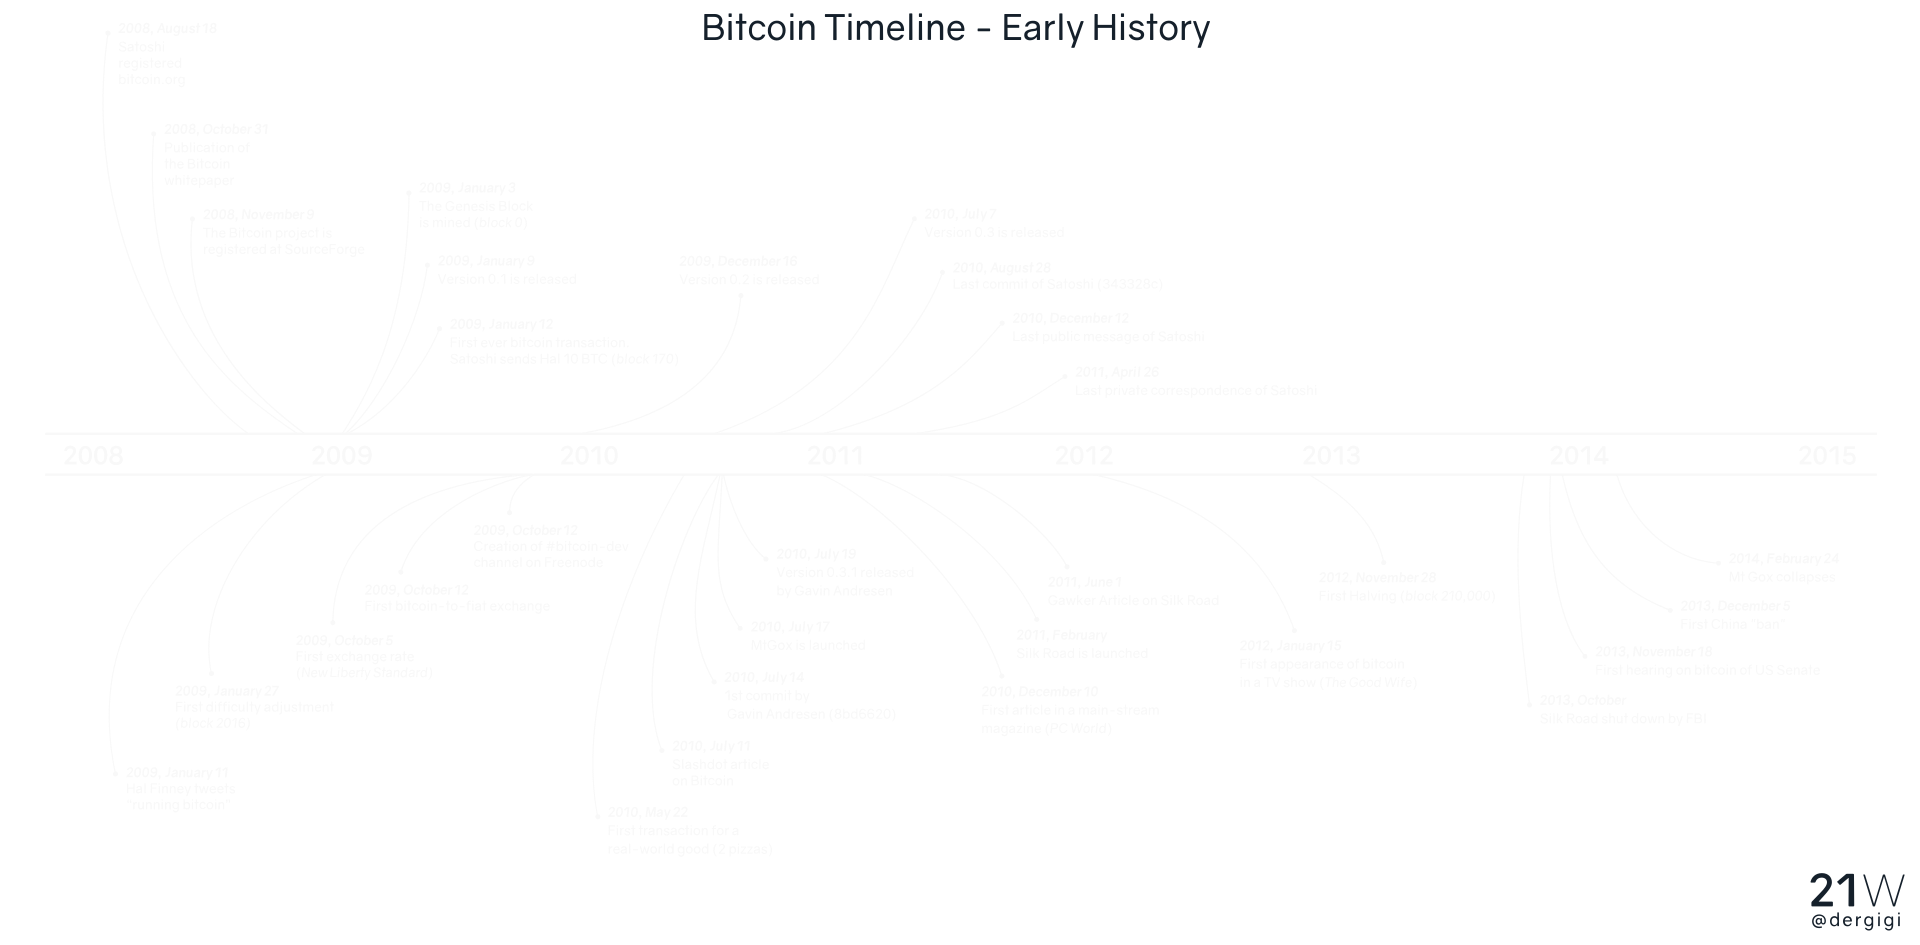 Bitcoin Timeline - Early History
2008, August 18
Satoshi
registered
bitcoin.org
2008, October 31
Publication of
the Bitcoin
whitepaper
2008, November 9
The Bitcoin project is
registered at SourceForge
2009, January 3
The Genesis Block
is mined (block 0)
2009, January 9
Version 0.1 is released
2009, January 12
First ever bitcoin transaction
Satoshi sends Hal 10 BTC (block 170)
2009, December 16
Version 0.2 is released
2010, July 7
Version 0.3 is released
2010, August 26
Last commit of Satoshi
2010, December 12
Last public message of Satoshi
2011, April 26
Last private correspondence of Satoshi
2008 2009 2010 2011 2012 2013 2014 2015
2009, October 12
Creation of #bitcoin-dev
channel on Freenode
2009, October 12
First bitcoin-to-fiat exchange
2009, October 5
First exchange rate
(New Liberty Standard)
2009, January 27
First difficulty adjustment
(block 2016)
2009, January 11
Hal Finney tweets
"running bitcoin"
2010, July 19
Version 0.3.1 released
by Gavin Andresen
2010, July 17
MtGox is launched
2010, July 14
1st commit by
Gavin Andresen
2010, July 11
Slashdot article
on Bitcoin
2010, May 22
First transaction for a
real-world good (2 pizzas)
2011, June 1
Gawker Article on Silk Road
2011, February
Silk Road is launched
2010, December 10
First article in a main-stream
magazine (PC World)
2012, November 28
First Halving (block 210,000)
2012, January 15
First appearance of bitcoin
in a TV show (The Good Wife)
2014, February 24
MtGox collapses
2013, December 5
First China "ban"
2013, November 18
First hearing on bitcoin of US Senate
2013, October
Silk Road shut down by FBI
21W
@dergigi